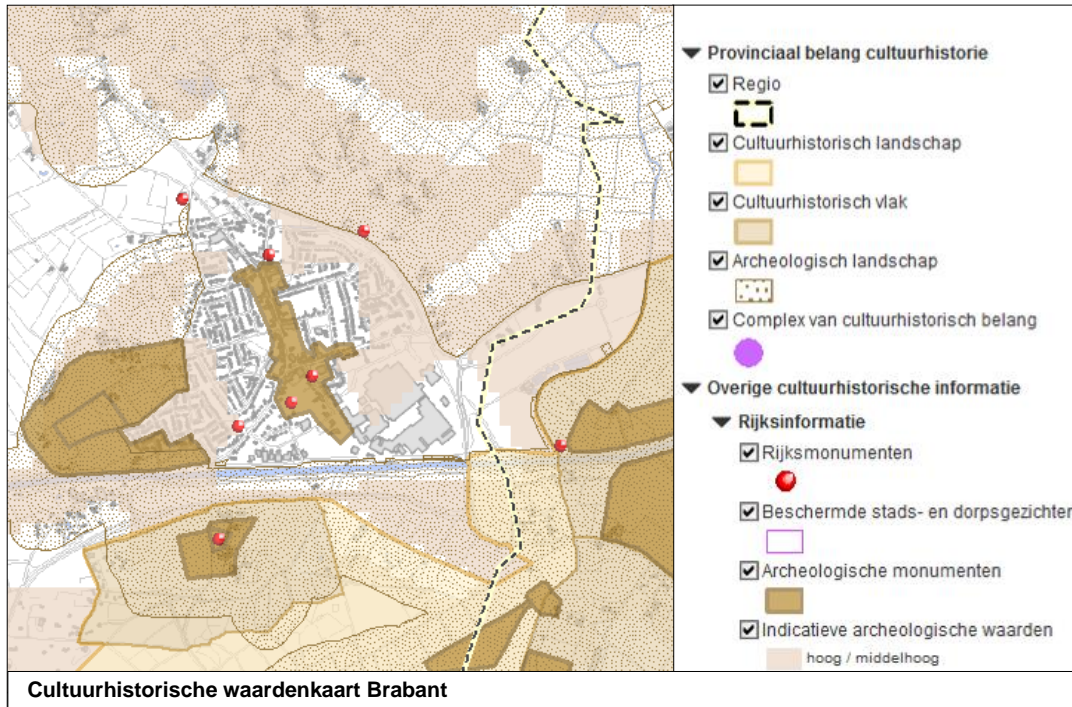 Provinciaal belang cultuurhistorie
Regio
Cultuurhistorisch landschap
Cultuurhistorisch vlak
Archeologisch landschap
Complex van cultuurhistorisch belang
Overige cultuurhistorische informatie
Rijksinformatie
Rijksmonumenten
Beschermde stads- en dorpsgezichten
Archeologische monumenten
Indicatieve archeologische waarden
hoog / middelhoog
Cultuurhistorische waardenkaart Brabant